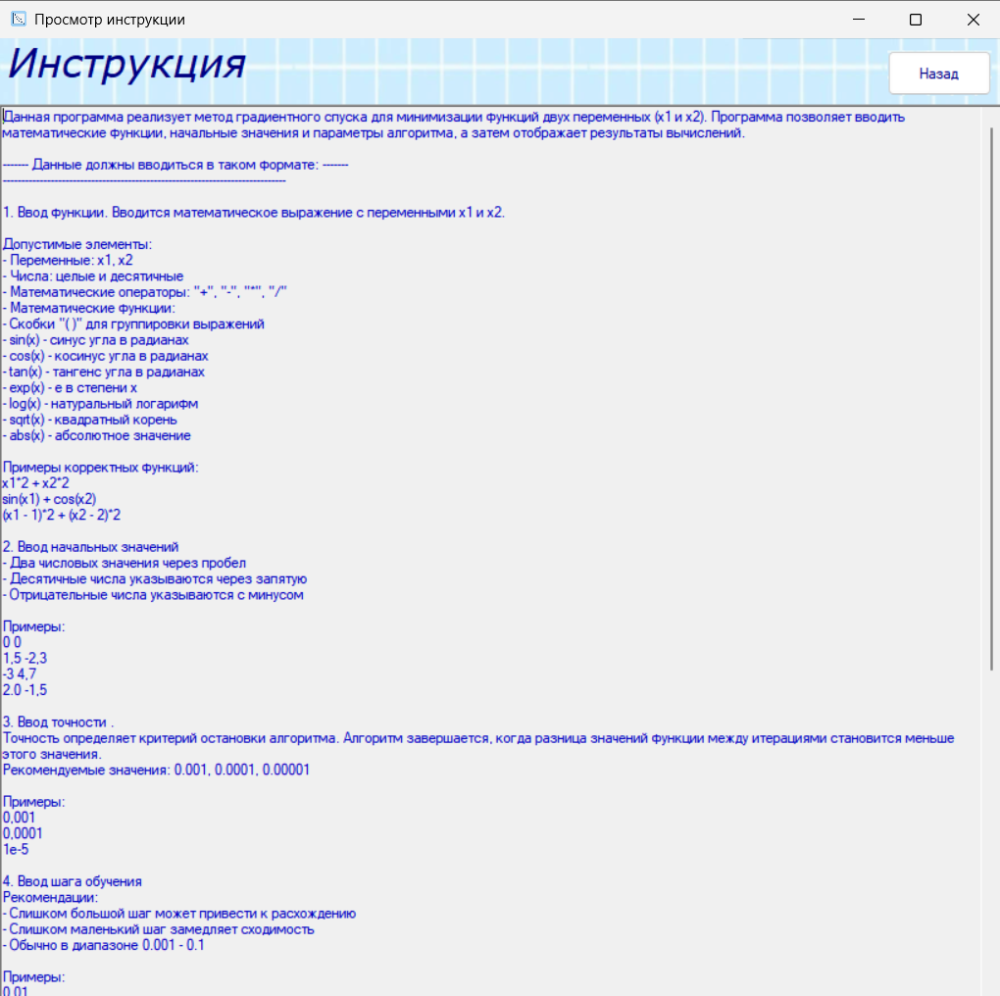 Просмотр инструкции
Инструкция
Назад
Данная программа реализует метод градиентного спуска для минимизации функций двух переменных (x1 и x2). Программа позволяет вводить
математические функции, начальные значения и параметры алгоритма, а затем отображает результаты вычислений.
------- Данные должны вводиться в таком формате: -------
-----------------------------------------------------------------------------
1. Ввод функции. Вводится математическое выражение с переменными x1 и x2.
Допустимые элементы:
- Переменные: x1, x2
- Числа: целые и десятичные
- Математические операторы: "+", "-", "*", "/"
- Математические функции:
- Скобки "( )" для группировки выражений
- sin(x) - синус угла в радианах
- cos(x) - косинус угла в радианах
- tan(x) - тангенс угла в радианах
- exp(x) - e в степени x
- log(x) - натуральный логарифм
- sqrt(x) - квадратный корень
- abs(x) - абсолютное значение
Примеры корректных функций:
x1^2 + x2^2
sin(x1) + cos(x2)
(x1 - 1)^2 + (x2 - 2)^2
2. Ввод начальных значений
- Два числовых значения через пробел
- Десятичные числа указываются через запятую
- Отрицательные числа указываются с минусом
Примеры:
0 0
1,5 -2,3
-3 4,7
2.0 -1,5
3. Ввод точности .
Точность определяет критерий остановки алгоритма. Алгоритм завершается, когда разница значений функции между итерациями становится меньше
этого значения.
Рекомендуемые значения: 0.001, 0.0001, 0.00001
Примеры:
0,001
0,0001
1e-5
4. Ввод шага обучения
Рекомендации:
- Слишком большой шаг может привести к расхождению
- Слишком маленький шаг замедляет сходимость
- Обычно в диапазоне 0.001 - 0.1
Примеры:
0.01